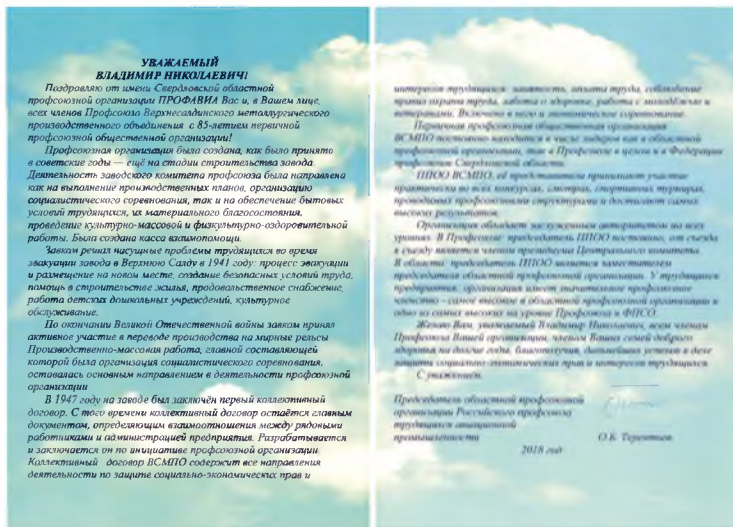 УВАЖАЕМЫЙ
ВЛАДИМИР НИКОЛАЕВИЧ!
Поздравляю от имени Свердловской областной
профсоюзной организации ПРОФАВИА Вас и, в Вашем лице,
всех членов Профсоюза Верхнесалдинского металлургического
производственного объединения с 85-летием первичной
профсоюзной общественной организации!
Профсоюзная организация была создана, как было принято
в советские годы — ещё на стадии строительства завода.
Деятельность заводского комитета профсоюза была направлена
как на выполнение производственных планов, организацию
социалистического соревнования, так и на обеспечение бытовых
условий трудящихся, их материального благосостояния,
проведение культурно-массовой и физкультурно-оздоровительной
работы. Была создана касса взаимопомощи.
Завком решал насущные проблемы трудящихся во время
эвакуации завода в Верхнюю Салду в 1941 году: процесс эвакуации
и размещение на новом месте, создание безопасных условий труда,
помощь в строительстве жилья, продовольственное снабжение,
работа детских дошкольных учреждений, культурное
обслуживание.
По окончании Великой Отечественной войны завком принял
активное участие в переводе производства на мирные рельсы
Производственно-массовая работа, главной составляющей
которой была организация социалистического соревнования,
оставалась основным направлением в деятельности профсоюзной
организации
В 1947 году на заводе был заключён первый коллективный
договор. С того времени коллективный договор остаётся главным
документом, определяющим взаимоотношения между рядовыми
работниками и администрацией предприятия. Разрабатывается
и заключается он по инициативе профсоюзной организации
Коллективный договор ВСМПО содержит все направления
деятельности по защите социально-экономических прав и
интересов трудящихся: занятость, оплата труда, соблюдение
правил охраны труда, забота о здоровье, работа с молодёжью и
ветеранами. Включено в него и экономическое соревнование.
Первичная профсоюзная общественная организация
ВСМПО постоянно находится в числе лидеров как в областной
профсоюзной организации, так в Профсоюзе в целом и в Федерации
профсоюзов Свердловской области.
ППОО ВСМПО, её представители принимают участие
практически во всех конкурсах, смотрах, спортивных турнирах,
проводимых профсоюзными структурами и достигают самых
высоких результатов.
Организация обладает заслуженным авторитетом на всех
уровнях. В Профсоюзе председатель ППОО постоянно, от съезда
к съезду является членом президиума Центрального комитета.
В области председатель ППОО является заместителем
председателя областной профсоюзной организации. У трудящихся
предприятия организация имеет значительное профсоюзное
членство - самое высокое в областной профсоюзной организации и
одно из самых высоких на уровне Профсоюза и ФПСО.
Желаю Вам, уважаемый Владимир Николаевич, всем членам
Профсоюза Вашей организации, членам Ваших семей доброго
здоровья на долгие годы, благополучия, дальнейших успехов в деле
защиты социально-экономических прав и интересов трудящихся.
С уважением,
Председатель областной профсоюзной
организации Российского профсоюза
трудящихся авиационной
промышленности О.К. Терентьев
2018 год